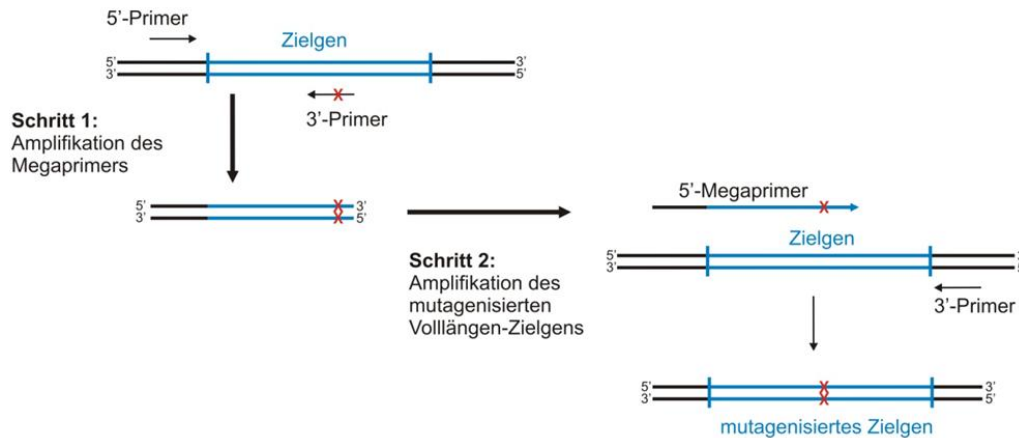 5’-Primer
Zielgen
5’ 3’
3’ 5’
3’-Primer
Schritt 1:
Amplifikation des
Megaprimers
5’ 3’
3’ 5’
5’-Megaprimer
Zielgen
5’
3’
Schritt 2:
Amplifikation des
mutagenisierten
Volllängen-Zielgens
3’-Primer
5’ 3’
3’ 5’
mutagenisiertes Zielgen